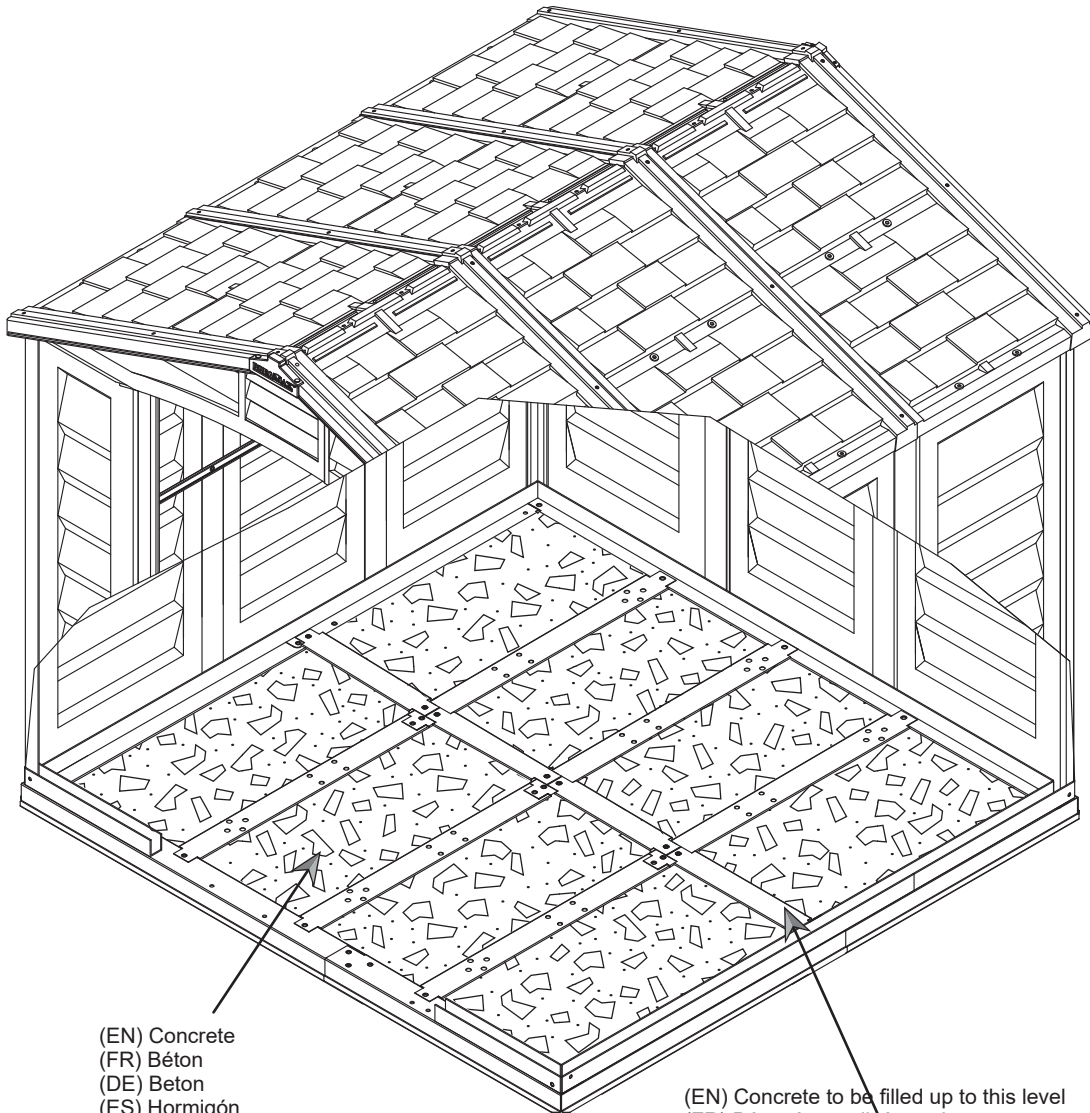 (EN) Concrete
(FR) Béton
(DE) Beton
(ES) Hormigón
(EN) Concrete to be filled up to this level